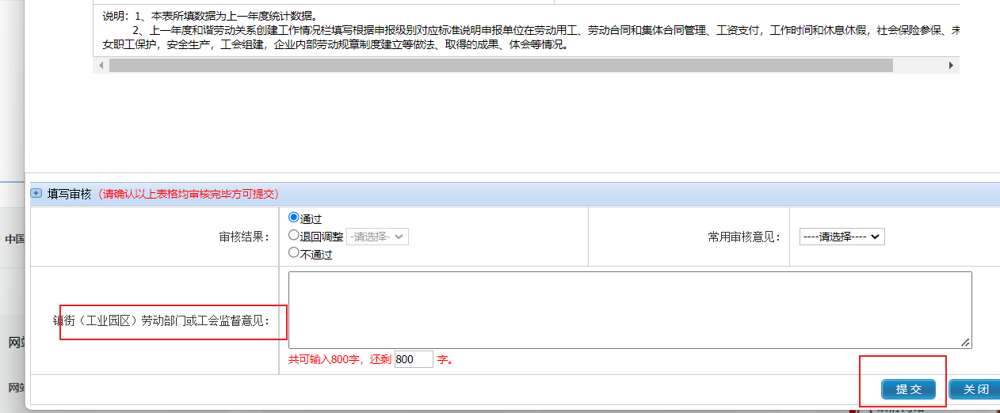 说明：1、本表所填数据为上一年度统计数据。
2、上一年度和谐劳动关系创建工作情况栏填写根据申报级别对应标准说明申报单位在劳动用工、劳动合同和集体合同管理、工资支付，工作时间和休息休假，社会保险参保、未
女职工保护，安全生产，工会组建，企业内部劳动规章制度建立等做法、取得的成果、体会等情况。
填写审核（请确认以上表格均审核完毕方可提交）
中国
审核结果：
通过
退回调整 -请选择-
不通过
常用审核意见：
----请选择----
网站
镇街（工业园区）劳动部门或工会监督意见：
共可输入800字，还剩 800 字。
网站
提 交
关 闭